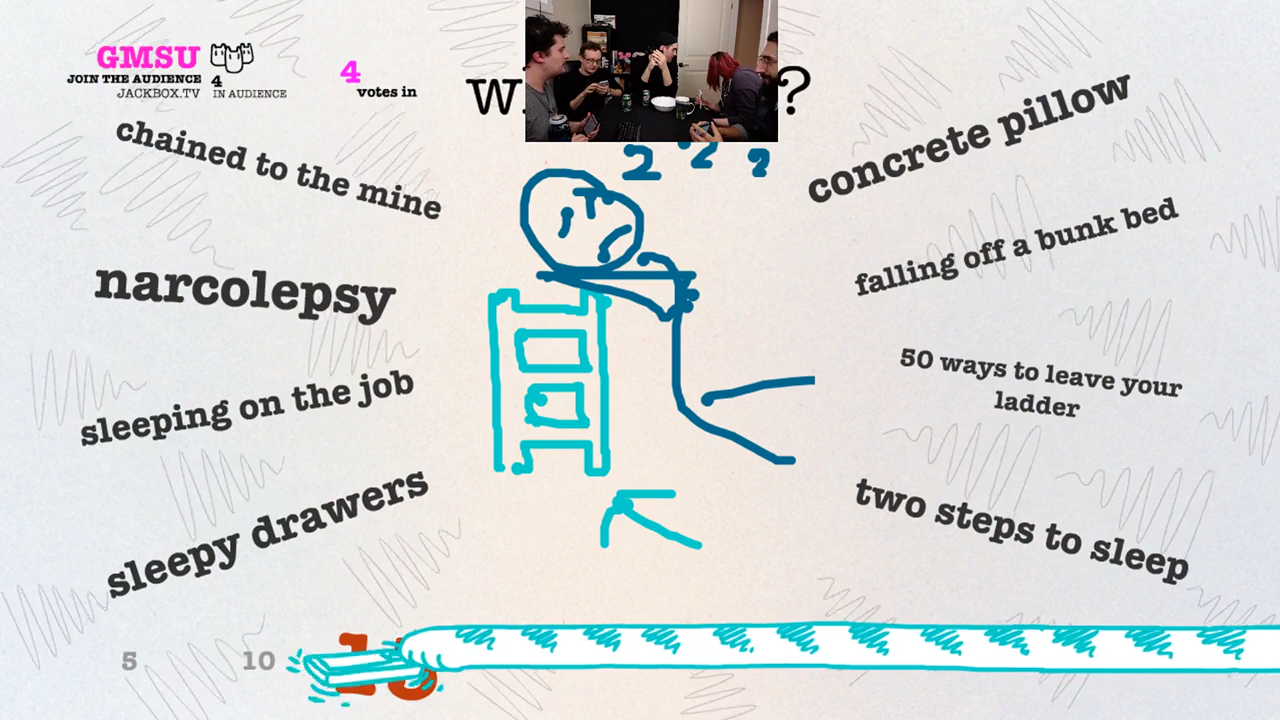 GMSU
JOIN THE AUDIENCE
JACKBOX.TV
4
IN AUDIENCE
4
votes in
?
chained to the mine
narcolepsy
sleeping on the job
sleepy drawers
concrete pillow
falling off a bunk bed
50 ways to leave your
ladder
two steps to sleep
5
10